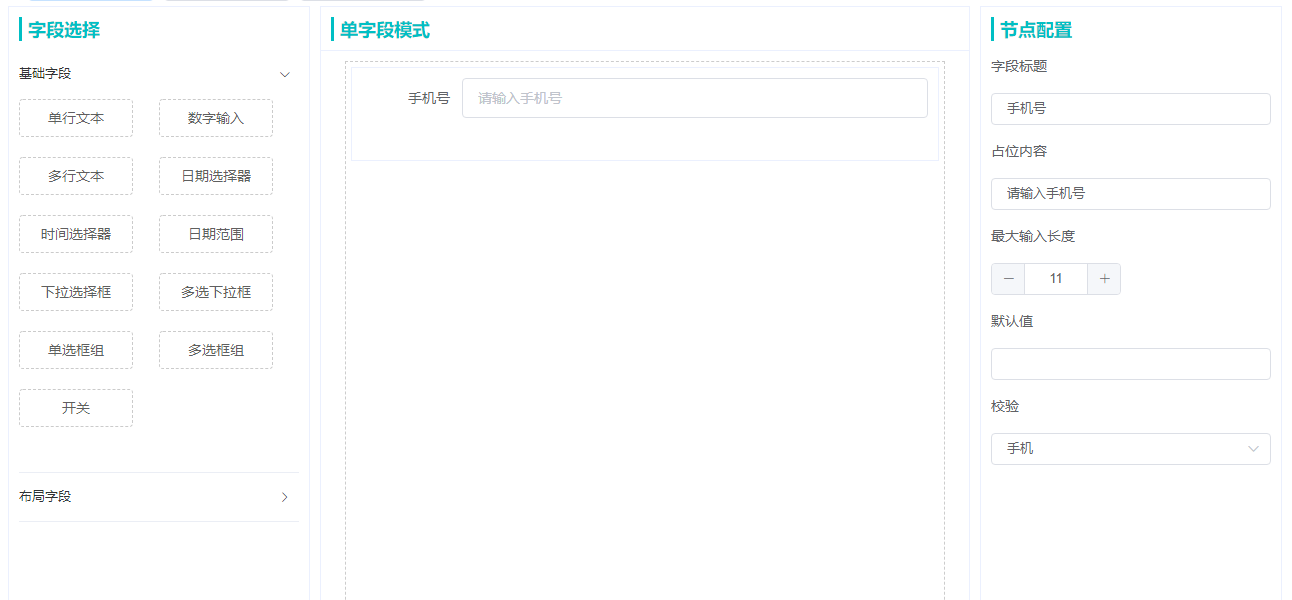 字段选择
基础字段
单行文本
数字输入
多行文本
日期选择器
时间选择器
日期范围
下拉选择框
多选下拉框
单选框组
多选框组
开关
布局字段
单字段模式
手机号
请输入手机号
节点配置
字段标题
手机号
占位内容
请输入手机号
最大输入长度
11
默认值
校验
手机